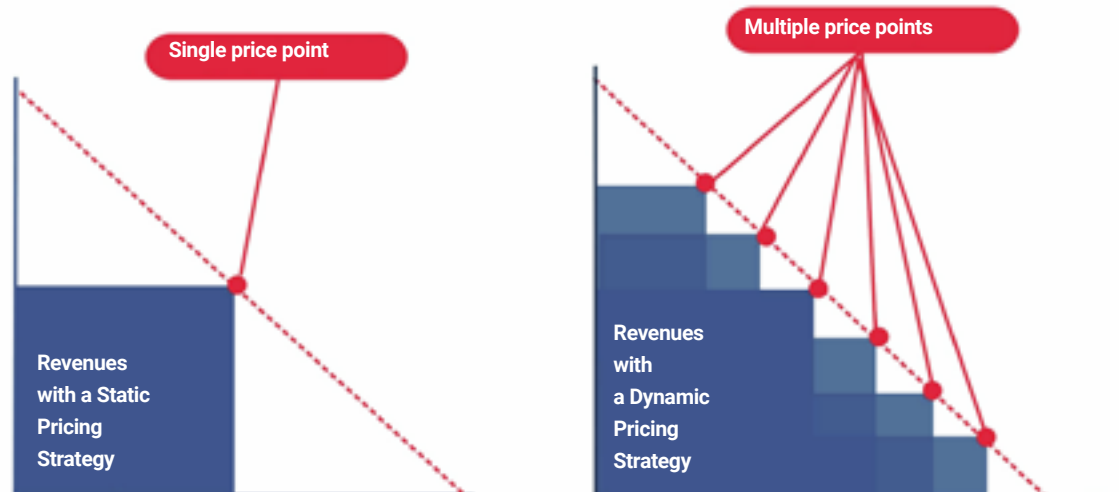 Single price point
Multiple price points
Revenues
with a Static
Pricing
Strategy
Revenues
with
a Dynamic
Pricing
Strategy